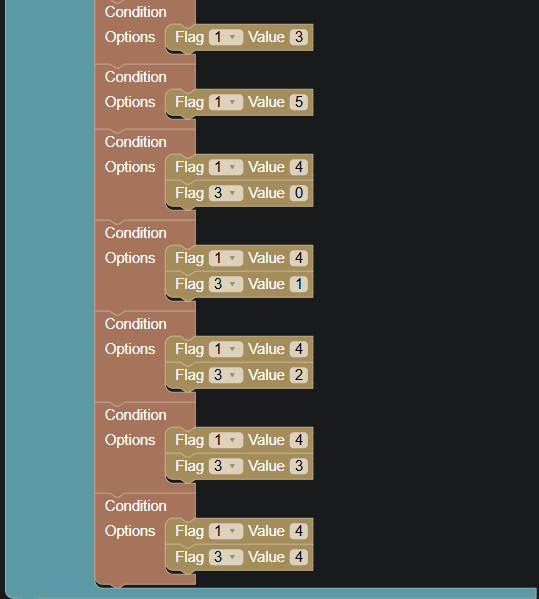 Condition
Options Flag 1 Value 3
Condition
Options Flag 1 Value 5
Condition
Options Flag 1 Value 4
Flag 3 Value 0
Condition
Options Flag 1 Value 4
Flag 3 Value 1
Condition
Options Flag 1 Value 4
Flag 3 Value 2
Condition
Options Flag 1 Value 4
Flag 3 Value 3
Condition
Options Flag 1 Value 4
Flag 3 Value 4